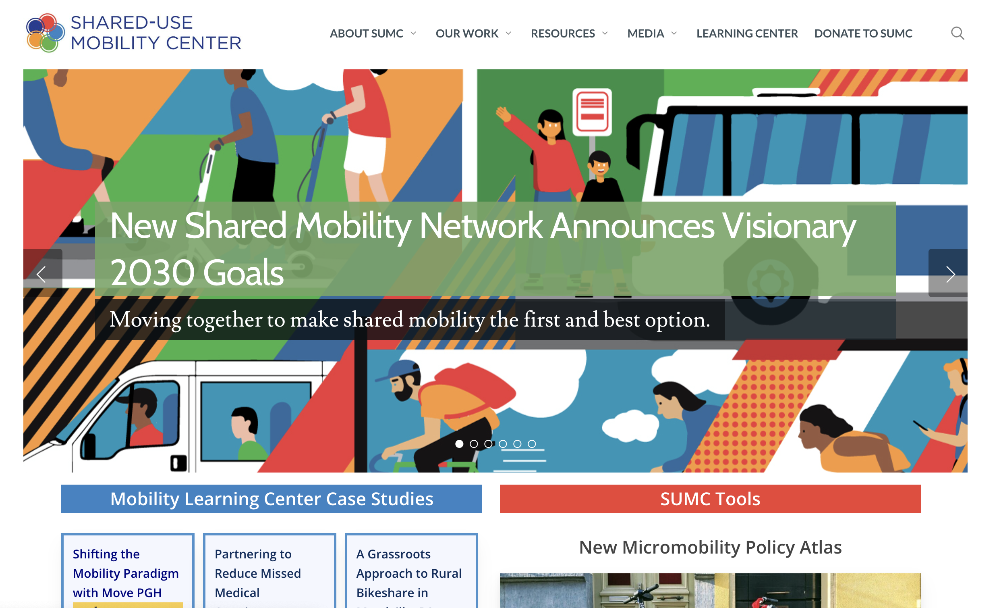 SHARED-USE
MOBILITY CENTER
ABOUT SUMC
OUR WORK
RESOURCES
MEDIA
LEARNING CENTER
DONATE TO SUMC
New Shared Mobility Network Announces Visionary
2030 Goals
Moving together to make shared mobility the first and best option.
Mobility Learning Center Case Studies
SUMC Tools
Shifting the
Mobility Paradigm
with Move PGH
Partnering to
Reduce Missed
Medical
A Grassroots
Approach to Rural
Bikeshare in
New Micromobility Policy Atlas